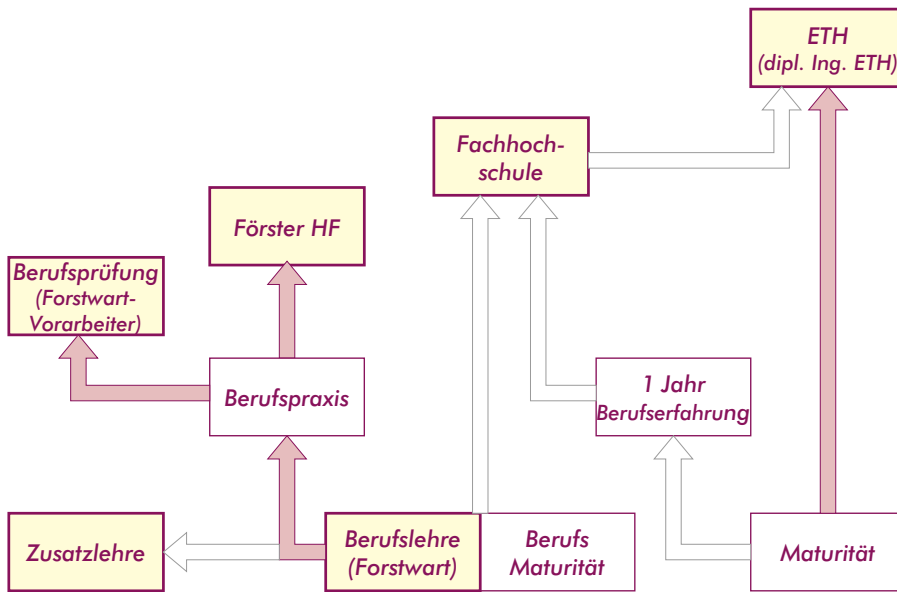 ETH
(dipl. Ing. ETH)
Fachhoch-
schule
Förster HF
Berufsprüfung
(Forstwart-
Vorarbeiter)
Berufspraxis
1 Jahr
Berufserfahrung
Zusatzlehre
Berufslehre
(Forstwart)
Berufs
Maturität
Maturität